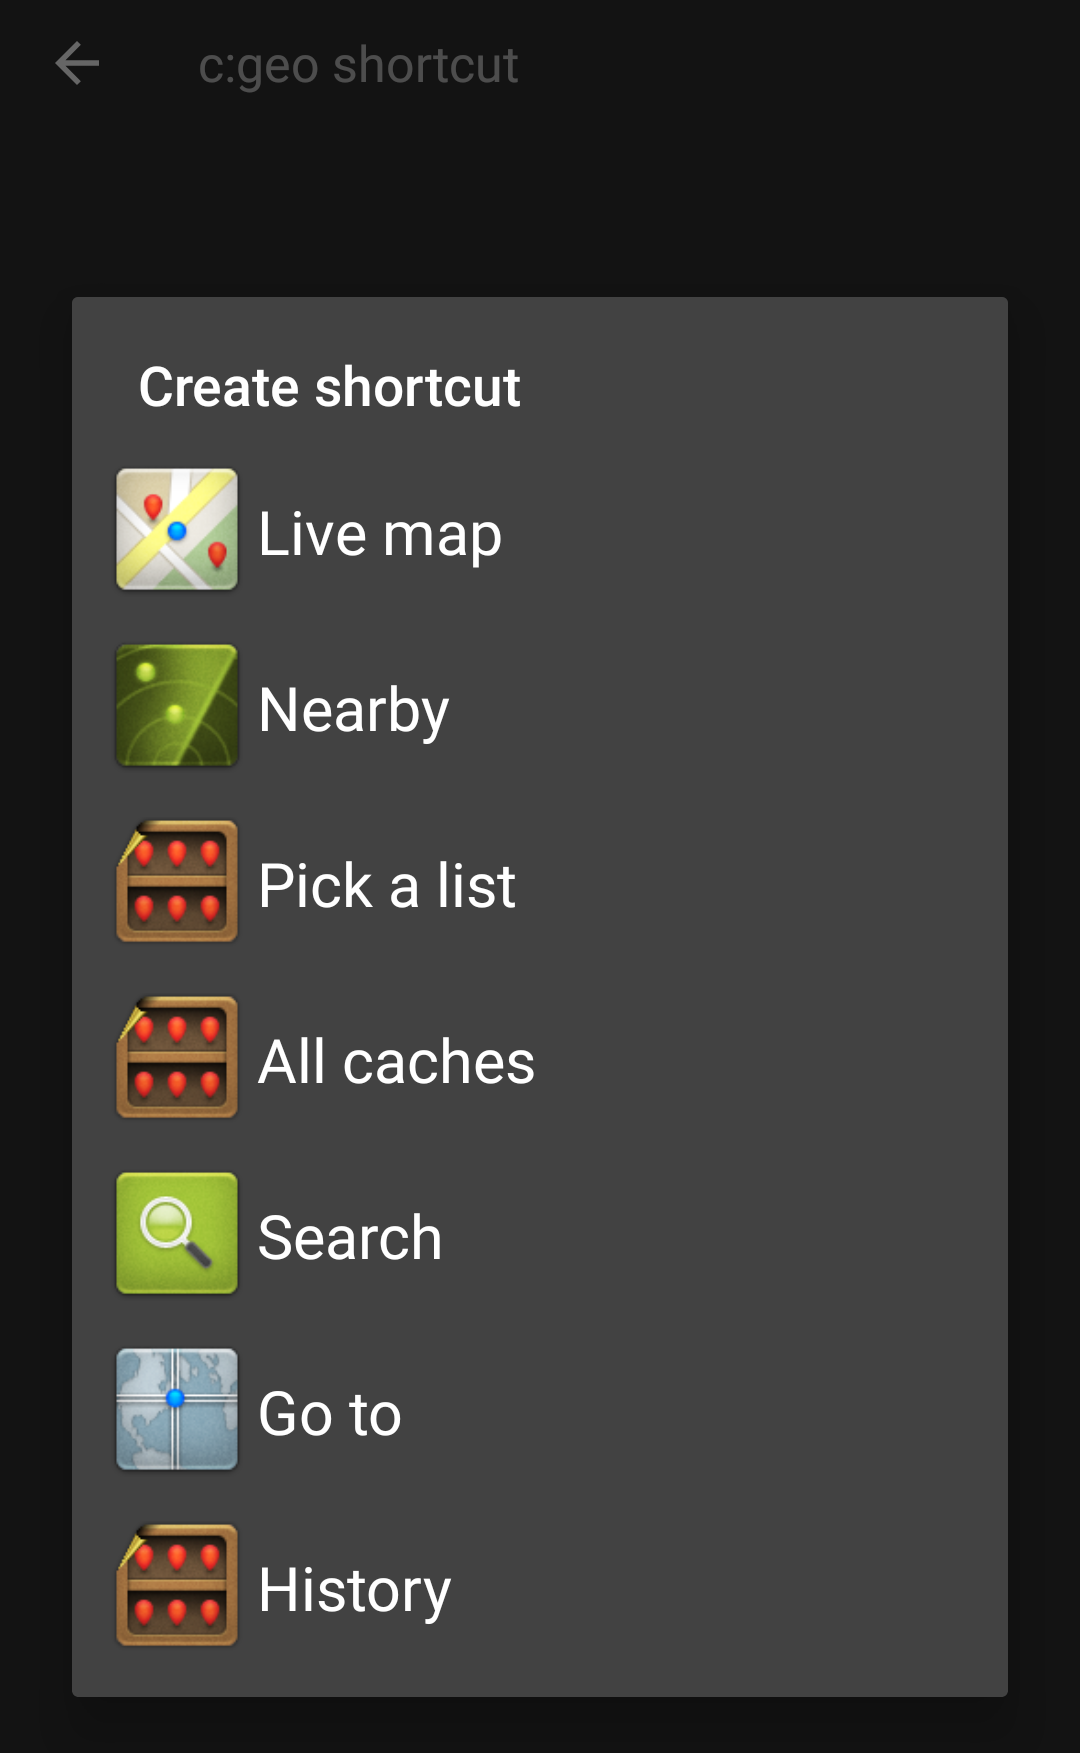 c:geo shortcut
Create shortcut
Live map
Nearby
Pick a list
All caches
Search
Go to
History